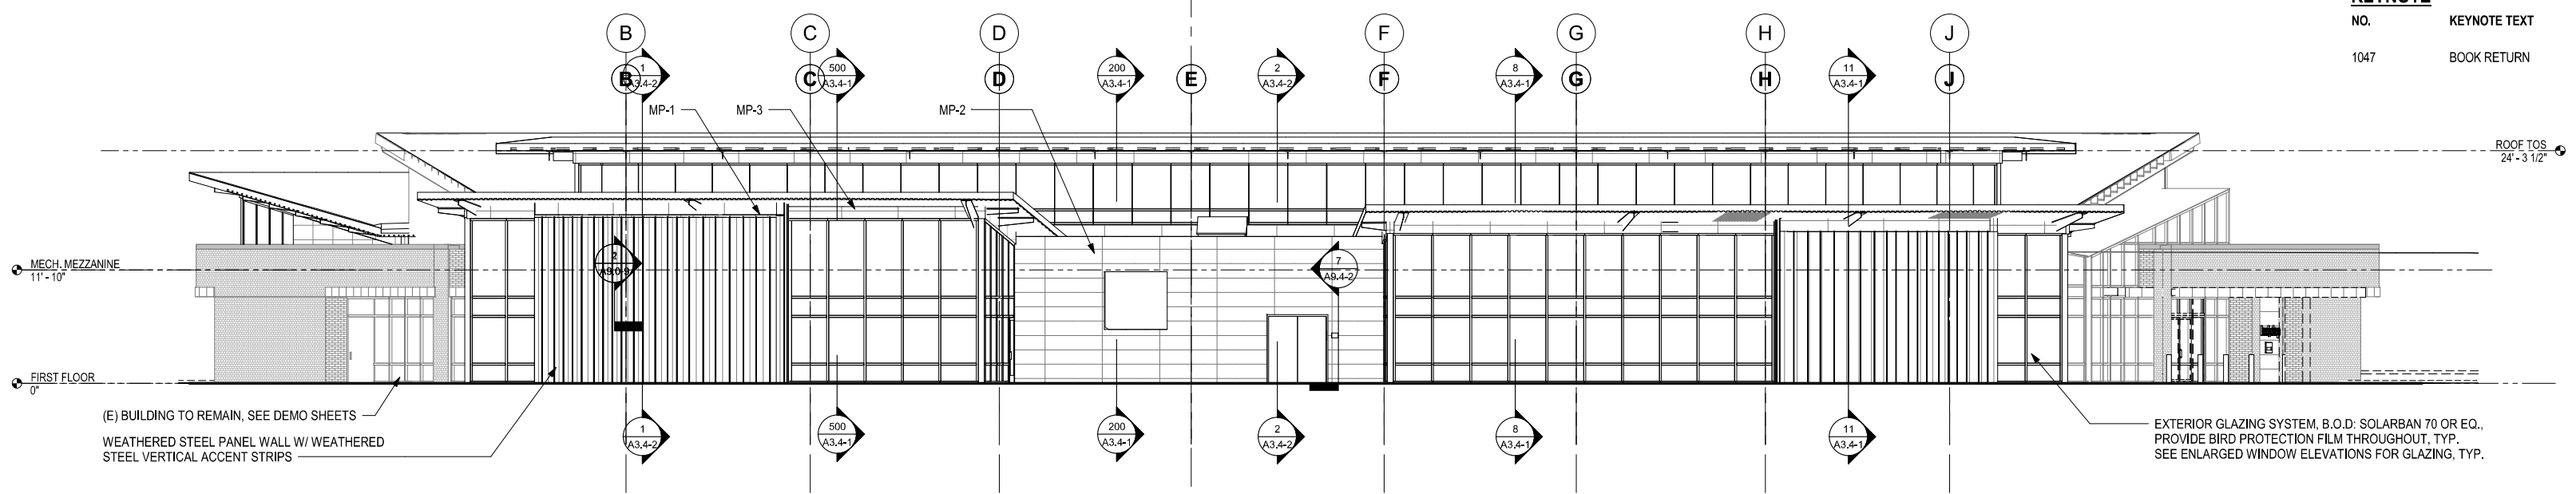 KEYNOTE
NO. KEYNOTE TEXT
1047 BOOK RETURN
B C D F G H J
B C D E F G H J
1
A3.4-2
500
A3.4-1
200
A3.4-1
2
A3.4-2
8
A3.4-1
11
A3.4-1
MP-1
MP-3
MP-2
ROOF TOS
24' - 3 1/2"
2
A9.0-9
7
A9.4-2
MECH. MEZZANINE
11' - 10"
FIRST FLOOR
0"
(E) BUILDING TO REMAIN, SEE DEMO SHEETS
WEATHERED STEEL PANEL WALL W/ WEATHERED
STEEL VERTICAL ACCENT STRIPS
1
A3.4-2
500
A3.4-1
200
A3.4-1
2
A3.4-2
8
A3.4-1
11
A3.4-1
EXTERIOR GLAZING SYSTEM, B.O.D: SOLARBAN 70 OR EQ.,
PROVIDE BIRD PROTECTION FILM THROUGHOUT, TYP.
SEE ENLARGED WINDOW ELEVATIONS FOR GLAZING, TYP.